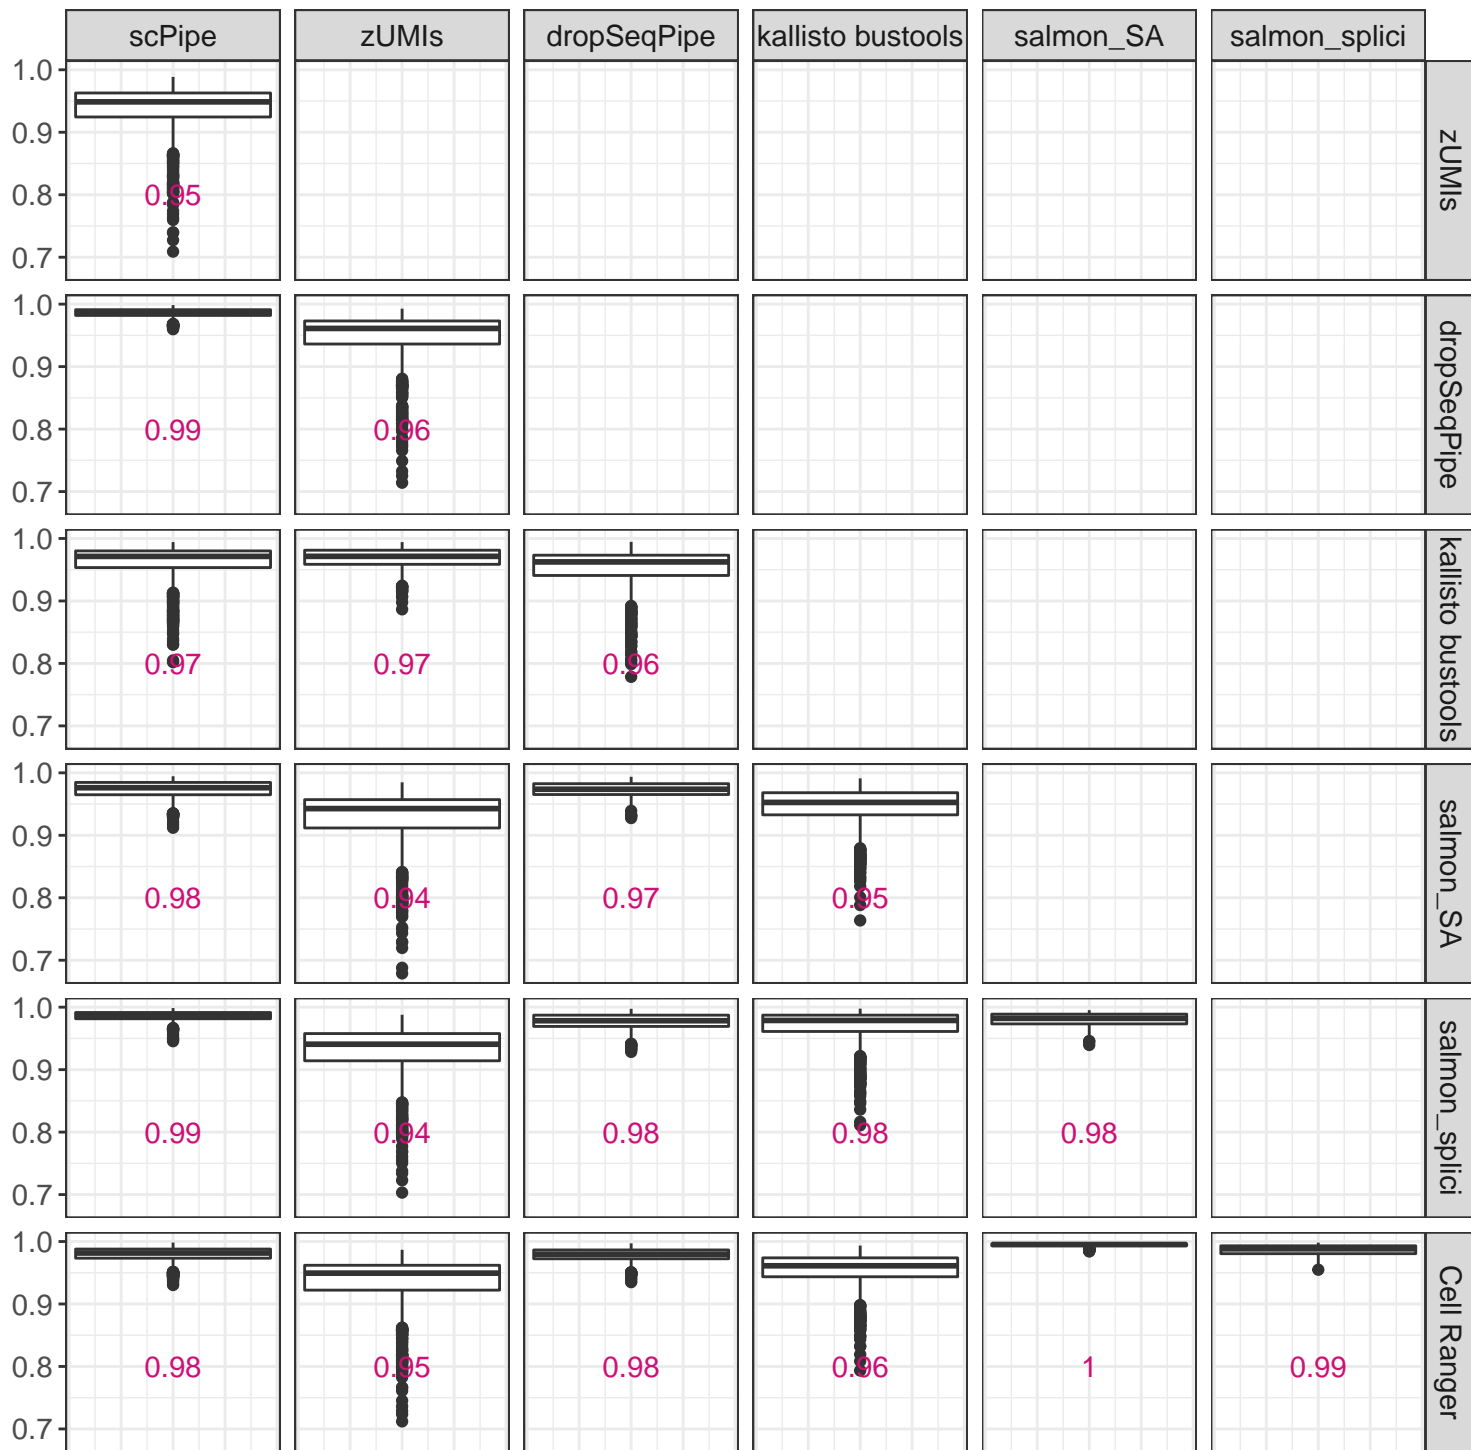 scPipe zUMIs dropSeqPipe kallisto bustools salmon_SA salmon_splici
1.0
0.9
0.8
0.7
0.95
zUMIs
1.0
0.9
0.8
0.7
0.99 0.96
dropSeqPipe
1.0
0.9
0.8
0.7
0.97 0.97 0.96
kallisto bustools
1.0
0.9
0.8
0.7
0.98 0.94 0.97 0.95
salmon_SA
1.0
0.9
0.8
0.7
0.99 0.94 0.98 0.98 0.98
salmon_splici
1.0
0.9
0.8
0.7
0.98 0.95 0.98 0.96 1 0.99
Cell Ranger